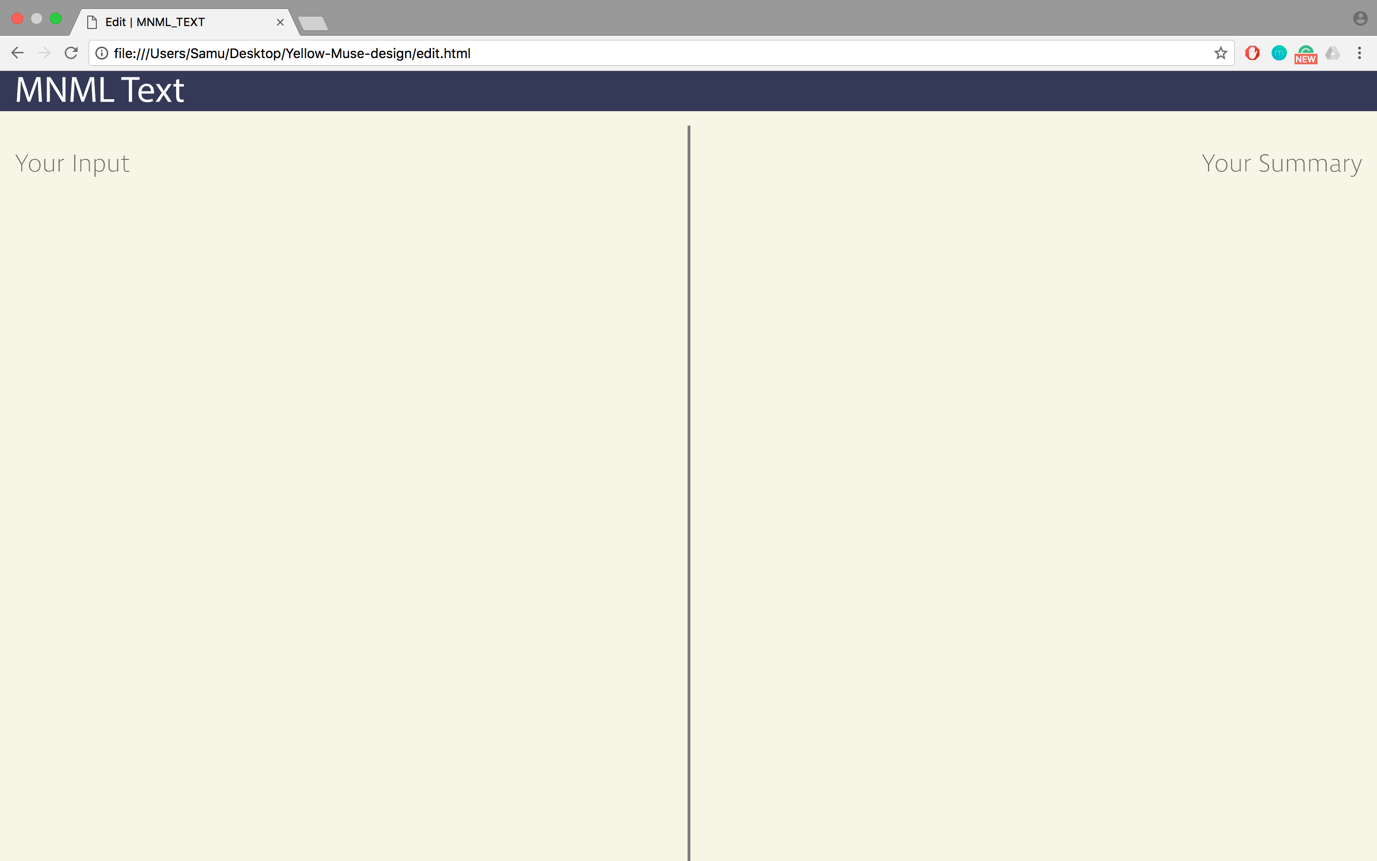 Edit | MNML_TEXT
file:///Users/Samu/Desktop/Yellow-Muse-design/edit.html
m
NEW
MNML Text
Your Input
Your Summary